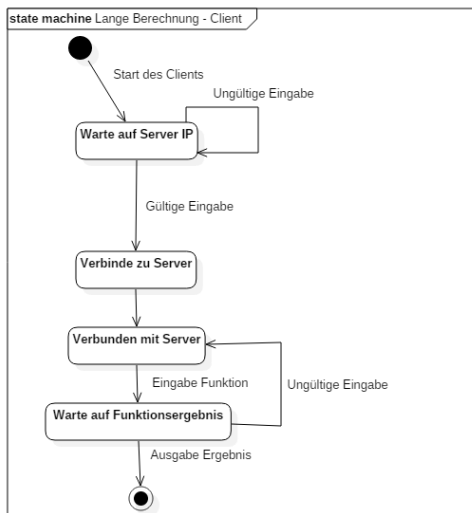 state machine Lange Berechnung - Client
Start des Clients
Ungültige Eingabe
Warte auf Server IP
Gültige Eingabe
Verbinde zu Server
Verbunden mit Server
Eingabe Funktion
Ungültige Eingabe
Warte auf Funktionsergebnis
Ausgabe Ergebnis